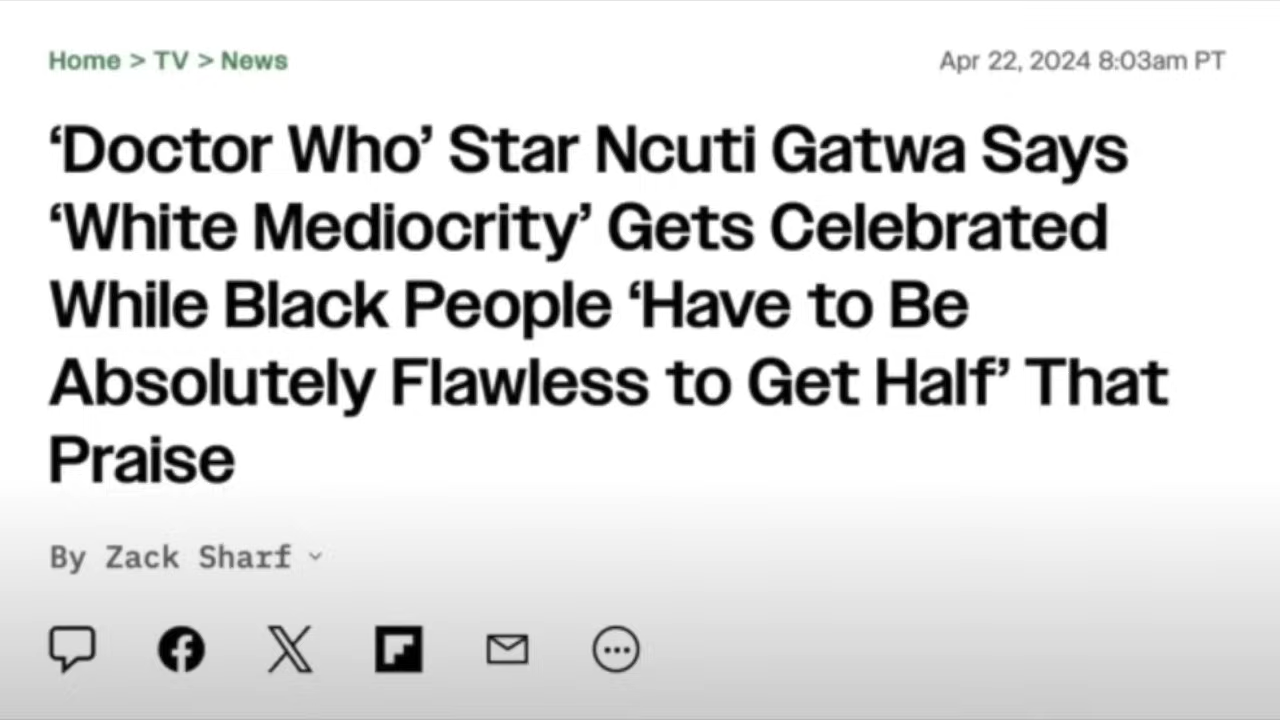 Home > TV > News
Apr 22, 2024 8:03am PT
‘Doctor Who’ Star Ncuti Gatwa Says
‘White Mediocrity’ Gets Celebrated
While Black People ‘Have to Be
Absolutely Flawless to Get Half’ That
Praise
By Zack Sharf